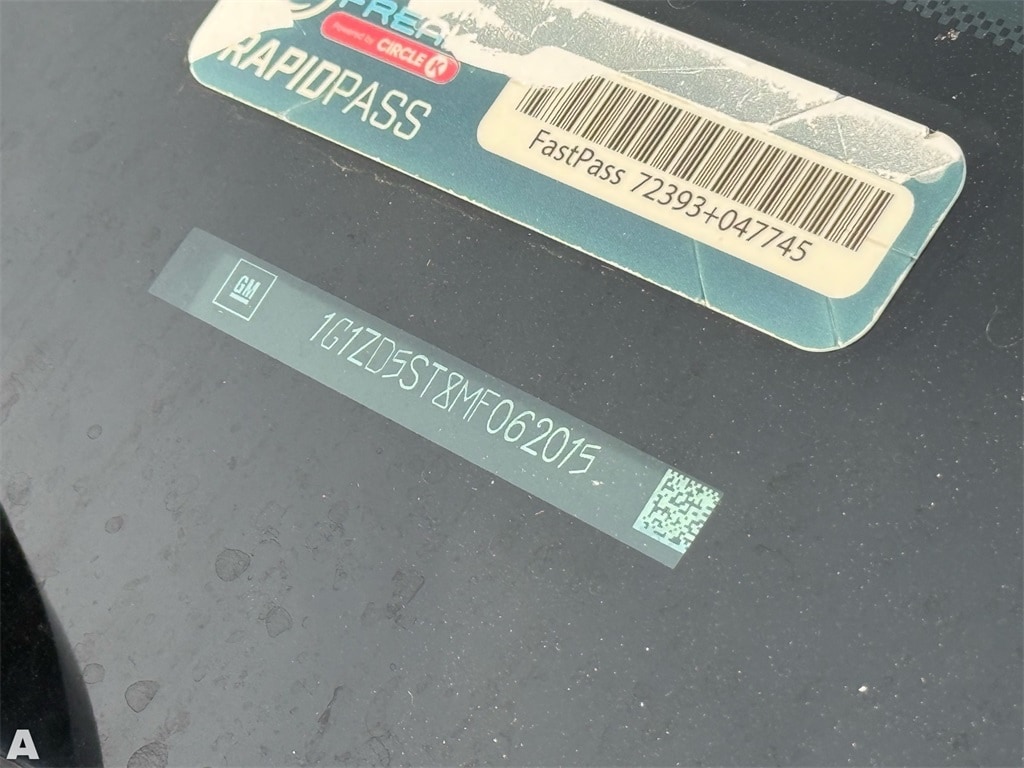 FREAK
Powered by CIRCLE K
RAPIDPASS
FastPass 72393+047745
GM
1G1ZD5ST8MF062015
A